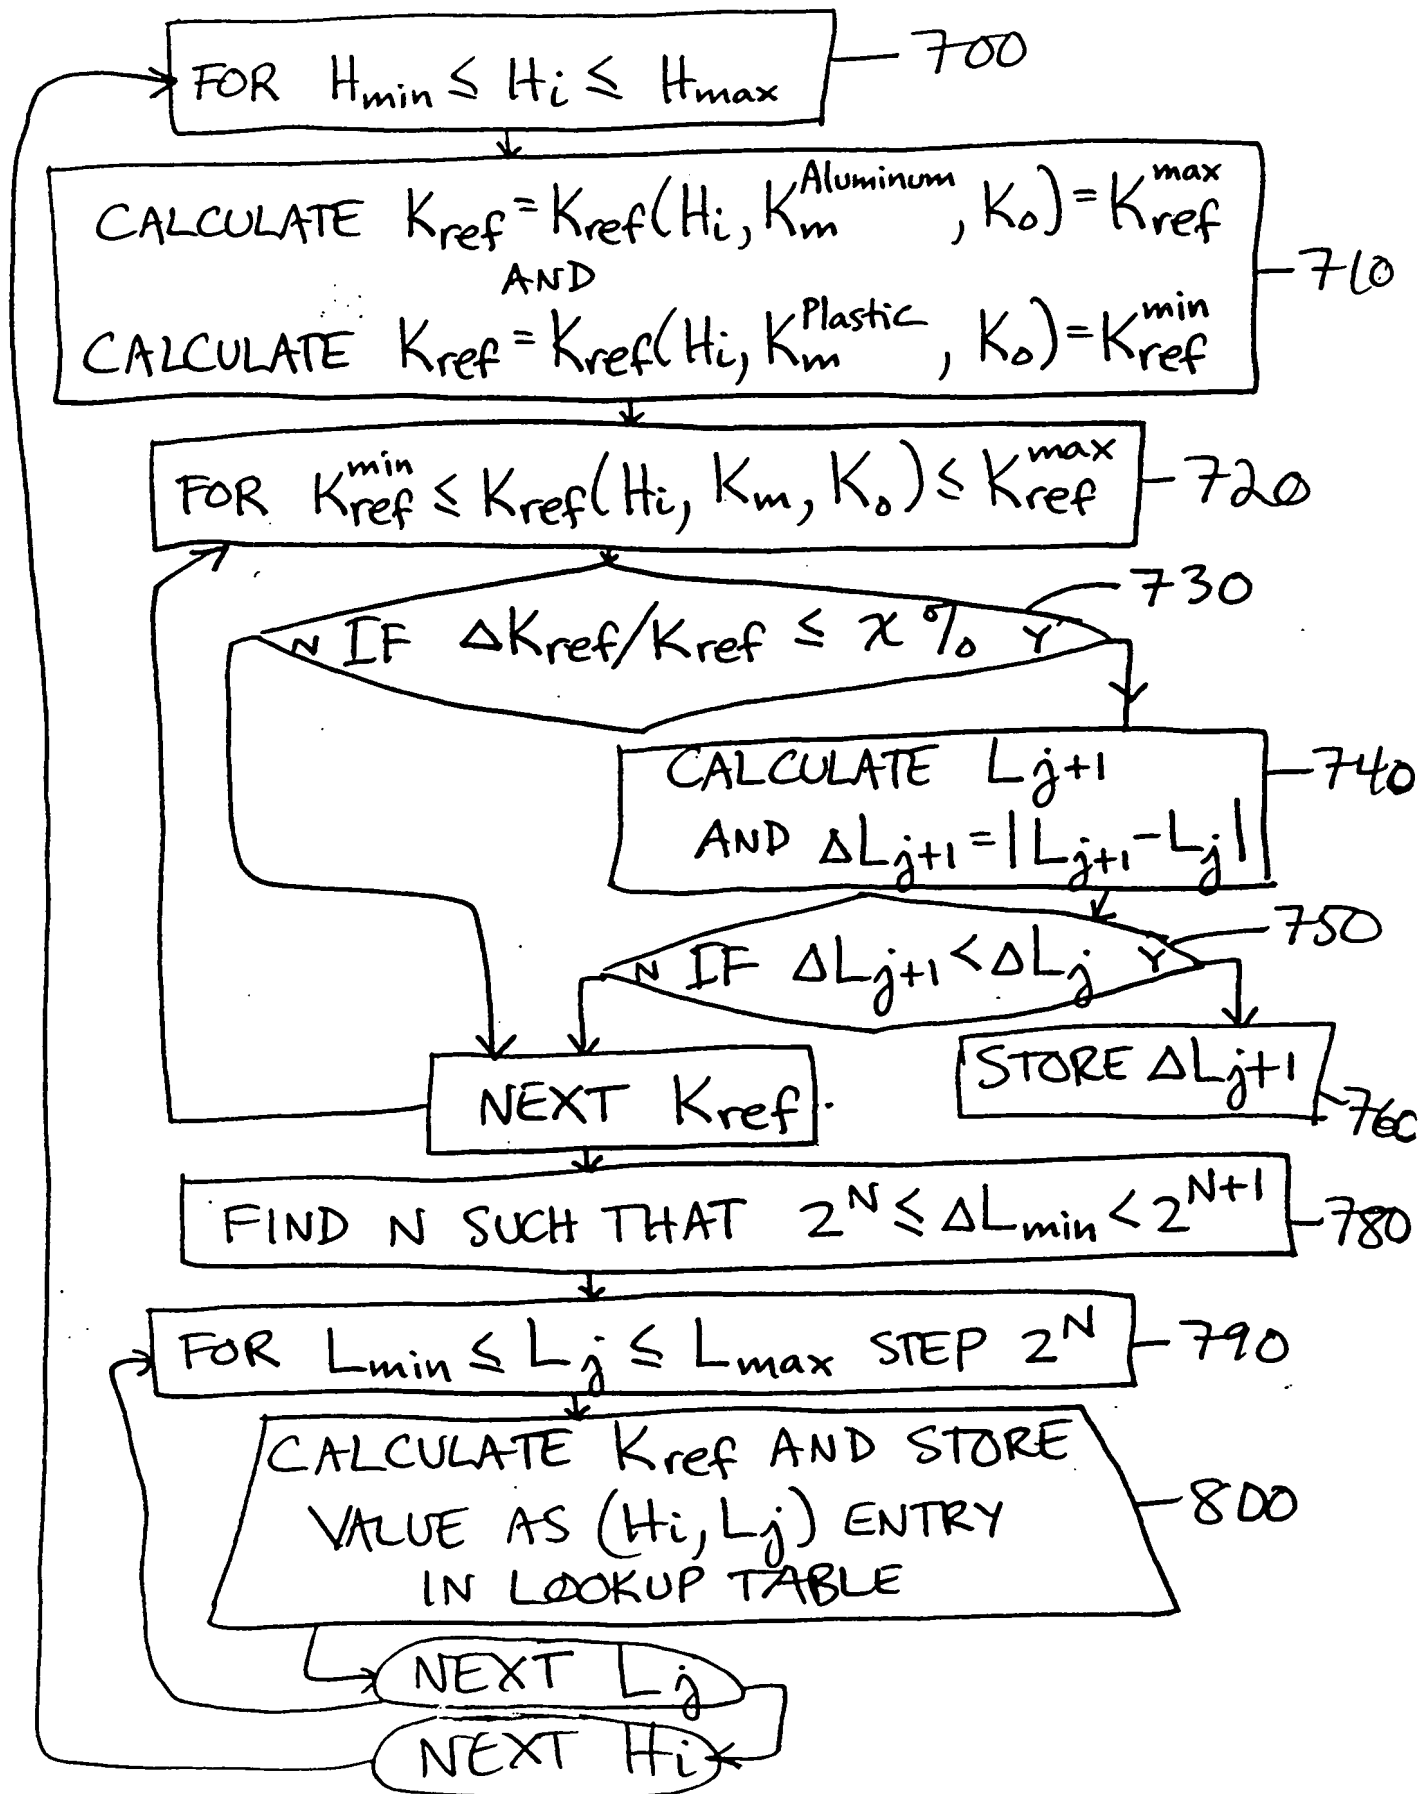 FOR Hmin ≤ Hi ≤ Hmax
700
CALCULATE Kref = Kref(Hi, Km^Aluminum, Ko) = Kref^max
AND
710
CALCULATE Kref = Kref(Hi, Km^Plastic, Ko) = Kref^min
FOR Kref^min ≤ Kref(Hi, Km, Ko) ≤ Kref^max
720
730
N IF ΔKref/Kref ≤ x % Y
CALCULATE Lj+1
740
AND ΔLj+1 = |Lj+1 - Lj|
750
N IF ΔLj+1 < ΔLj Y
STORE ΔLj+1
760
NEXT Kref
FIND N SUCH THAT 2^N ≤ ΔLmin < 2^N+1
780
FOR Lmin ≤ Lj ≤ Lmax STEP 2^N
790
CALCULATE Kref AND STORE
VALUE AS (Hi, Lj) ENTRY
800
IN LOOKUP TABLE
NEXT Lj
NEXT Hi